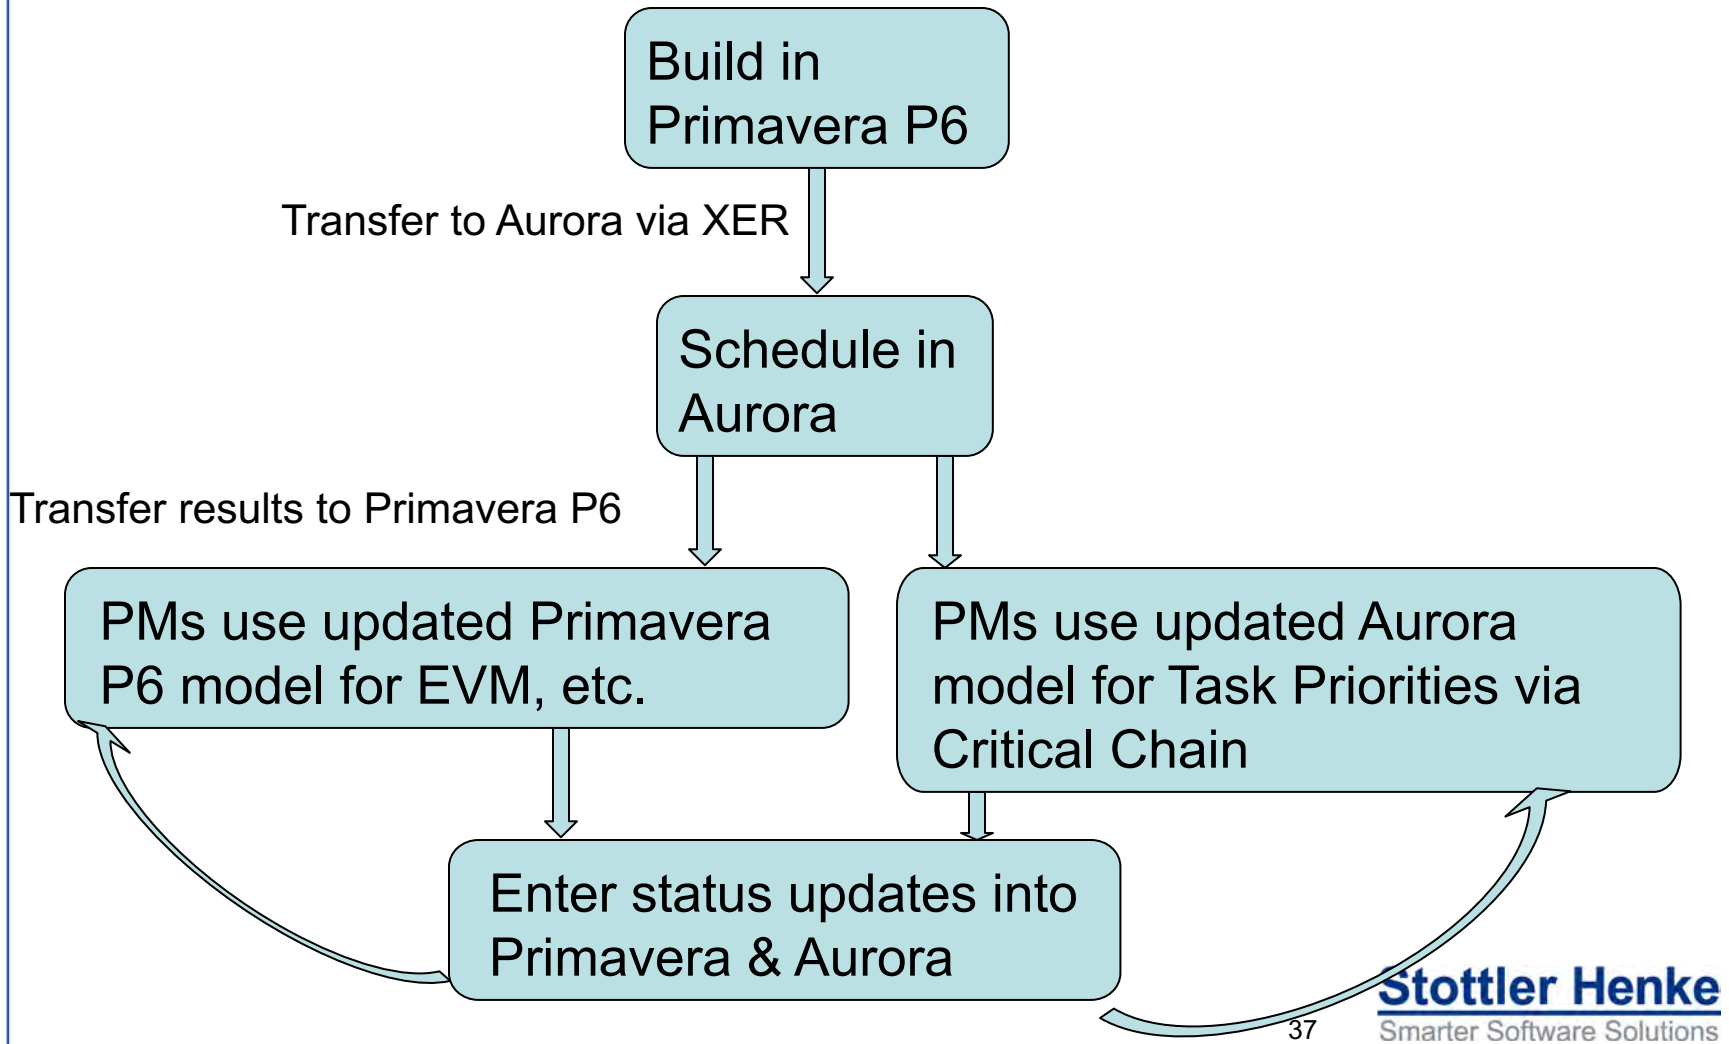 Build in
Primavera P6
Transfer to Aurora via XER
Schedule in
Aurora
Transfer results to Primavera P6
PMs use updated Primavera
P6 model for EVM, etc.
PMs use updated Aurora
model for Task Priorities via
Critical Chain
Enter status updates into
Primavera & Aurora
37
Stottler Henke
Smarter Software Solutions